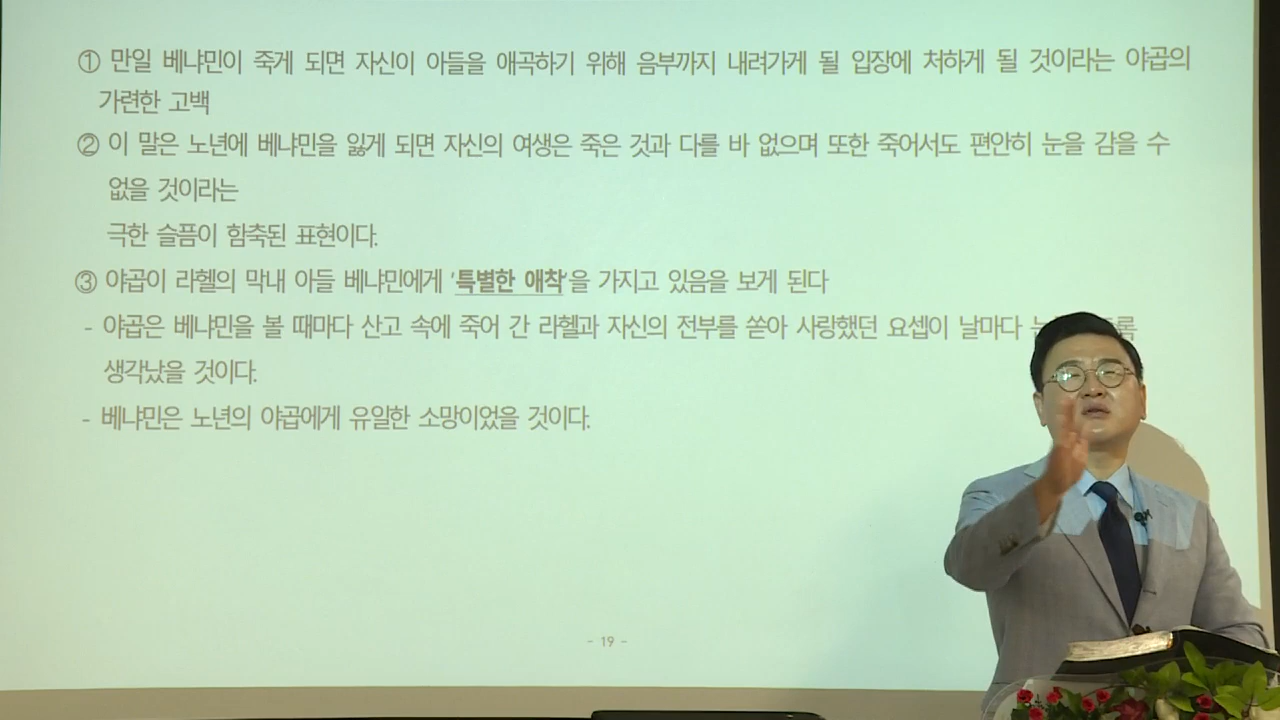 ① 만일 베냐민이 죽게 되면 자신이 아들을 애곡하기 위해 음부까지 내려가게 될 입장에 처하게 될 것이라는 야곱의
가련한 고백
② 이 말은 노년에 베냐민을 잃게 되면 자신의 여생은 죽은 것과 다를 바 없으며 또한 죽어서도 편안히 눈을 감을 수
없을 것이라는
극한 슬픔이 함축된 표현이다.
③ 야곱이 라헬의 막내 아들 베냐민에게 '특별한 애착'을 가지고 있음을 보게 된다
- 야곱은 베냐민을 볼 때마다 산고 속에 죽어 간 라헬과 자신의 전부를 쏟아 사랑했던 요셉이 날마다
생각났을 것이다.
- 베냐민은 노년의 야곱에게 유일한 소망이었을 것이다.
- 19 -